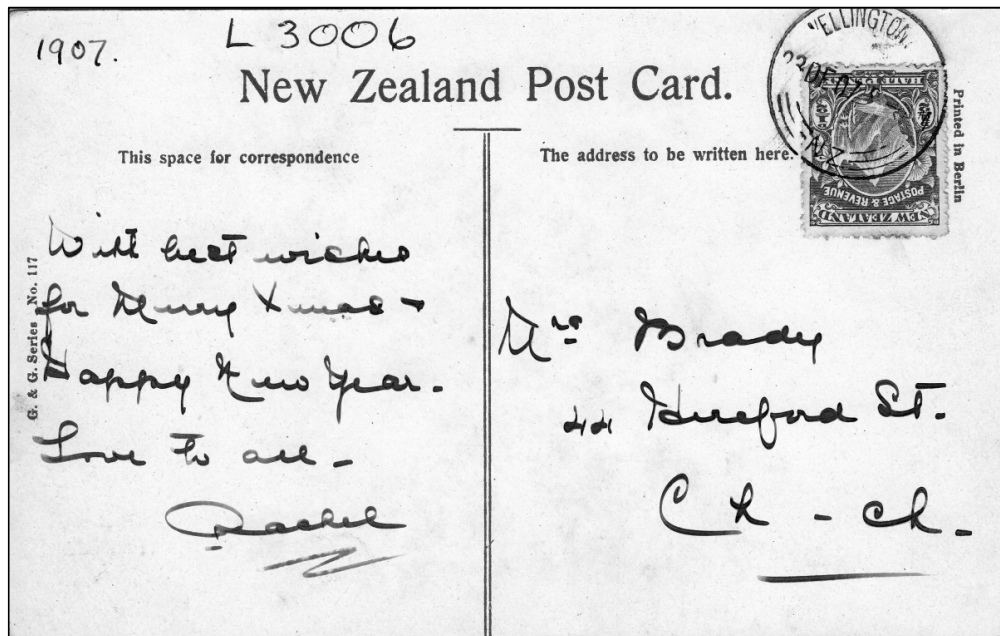 1907.
L 3006
New Zealand Post Card.
WELLINGTON
N.Z
NEW ZEALAND
POSTAGE & REVENUE
Printed in Berlin
This space for correspondence
The address to be written here.
With best wishes
for Merry Xmas +
Happy New Year.
Love to all -
Rachel
G. & G. Series No. 117
Mrs Brady
44 Hereford St.
Ch - ch.